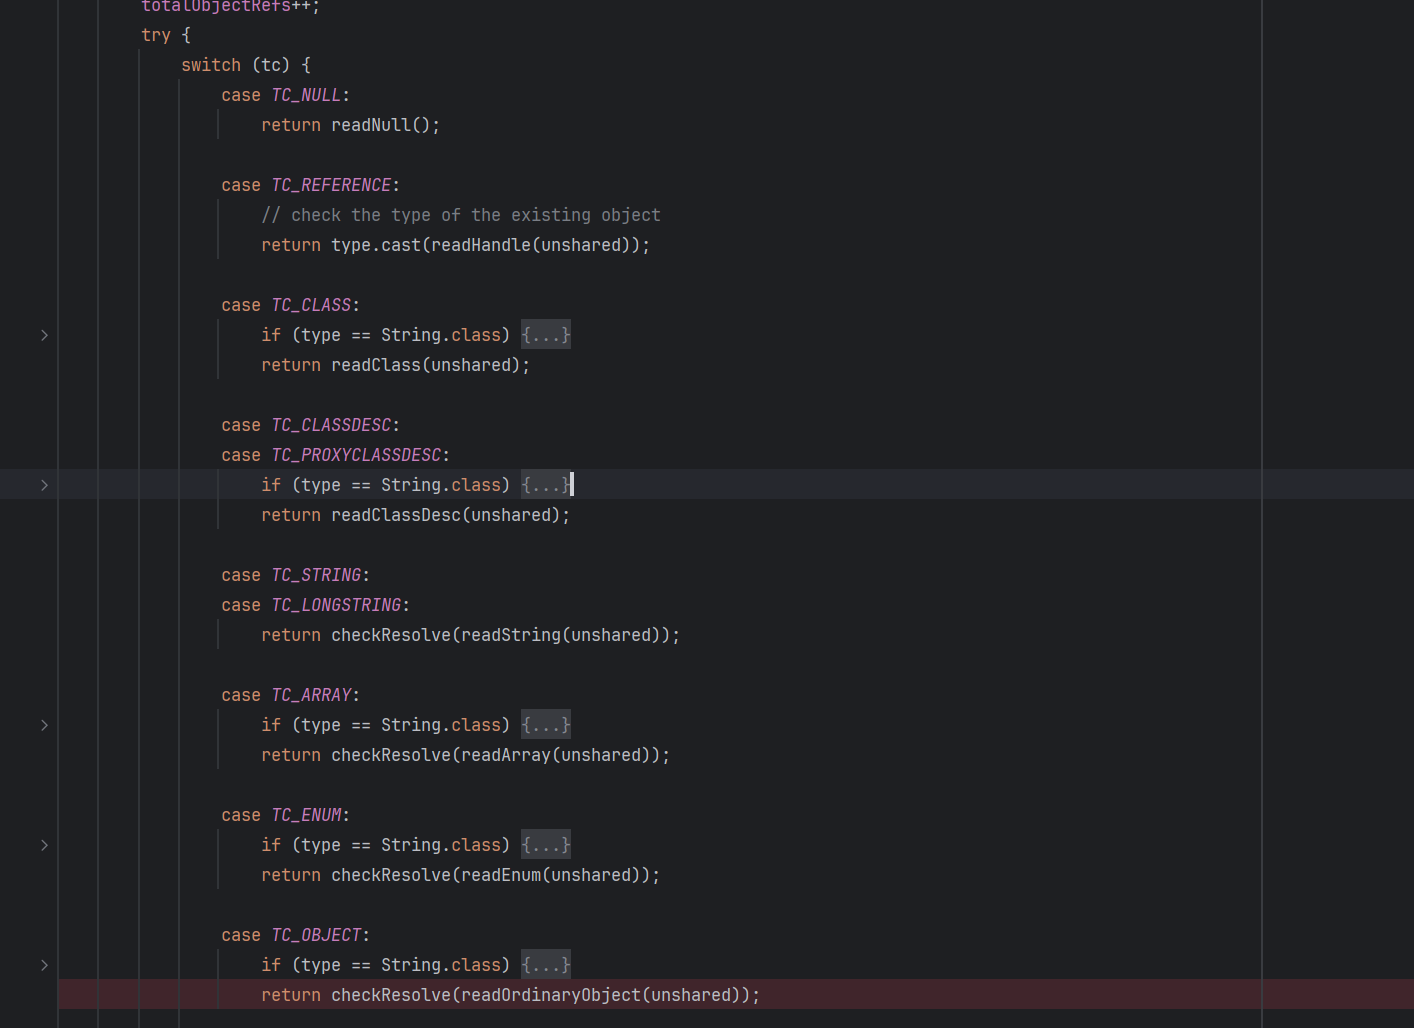 totalObjectRefs++;
try {
switch (tc) {
case TC_NULL:
return readNull();
case TC_REFERENCE:
// check the type of the existing object
return type.cast(readHandle(unshared));
case TC_CLASS:
if (type == String.class) {...}
return readClass(unshared);
case TC_CLASSDESC:
case TC_PROXYCLASSDESC:
if (type == String.class) {...}
return readClassDesc(unshared);
case TC_STRING:
case TC_LONGSTRING:
return checkResolve(readString(unshared));
case TC_ARRAY:
if (type == String.class) {...}
return checkResolve(readArray(unshared));
case TC_ENUM:
if (type == String.class) {...}
return checkResolve(readEnum(unshared));
case TC_OBJECT:
if (type == String.class) {...}
return checkResolve(readOrdinaryObject(unshared));